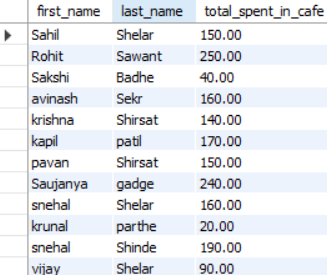 first_name last_name total_spent_in_cafe
Sahil Shelar 150.00
Rohit Sawant 250.00
Sakshi Badhe 40.00
avinash Sekr 160.00
krishna Shirsat 140.00
kapil patil 170.00
pavan Shirsat 150.00
Saujanya gadge 240.00
snehal Shelar 160.00
krunal parthe 20.00
snehal Shinde 190.00
vijay Shelar 90.00